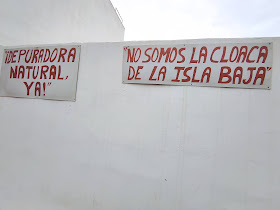 "¡DEPURADORA
NATURAL,
YA!"
"NO SOMOS LA CLOACA
DE LA ISLA BAJA"